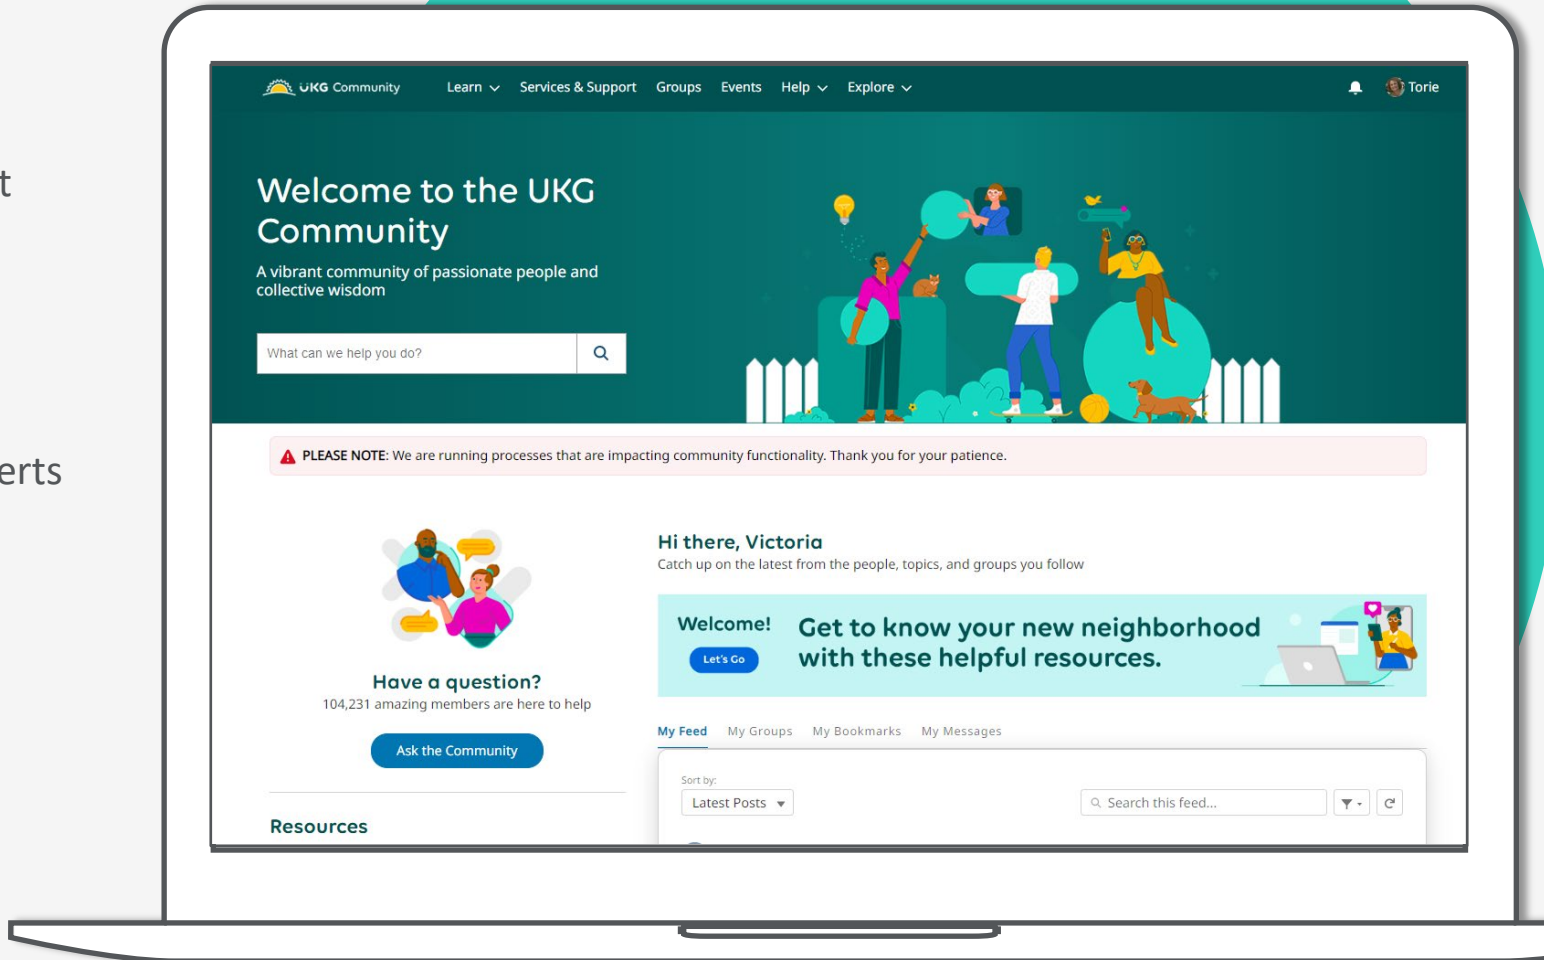 t
erts
UKG Community Learn Services & Support Groups Events Help Explore Torie
Welcome to the UKG
Community
A vibrant community of passionate people and
collective wisdom
What can we help you do?
PLEASE NOTE: We are running processes that are impacting community functionality. Thank you for your patience.
Have a question?
104,231 amazing members are here to help
Ask the Community
Resources
Hi there, Victoria
Catch up on the latest from the people, topics, and groups you follow
Welcome!
Let's Go
Get to know your new neighborhood
with these helpful resources.
My Feed My Groups My Bookmarks My Messages
Sort by:
Latest Posts
Search this feed...